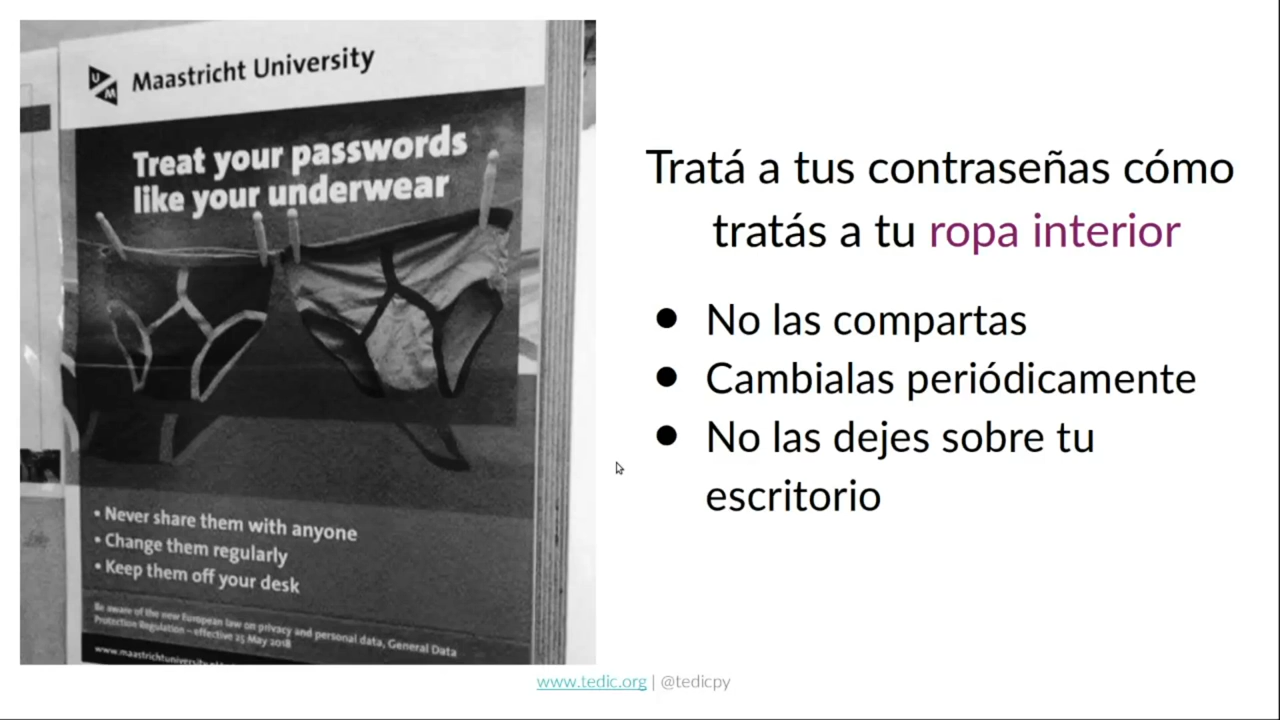 Maastricht University
Treat your passwords
like your underwear
• Never share them with anyone
• Change them regularly
• Keep them off your desk
Be aware of the new European law on privacy and personal data, General Data
Protection Regulation – effective 25 May 2018
Tratá a tus contraseñas cómo
tratás a tu ropa interior
● No las compartas
● Cambialas periódicamente
● No las dejes sobre tu
escritorio
www.tedic.org | @tedicpy